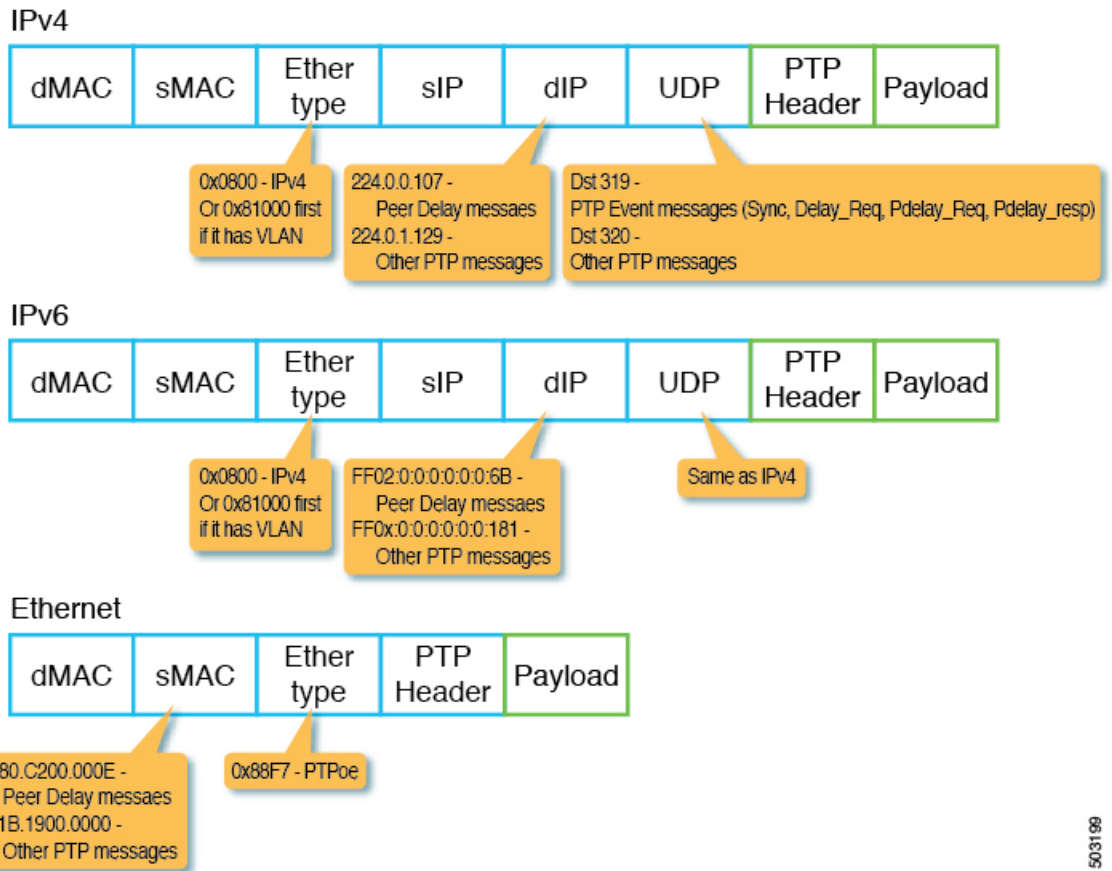 IPv4
dMAC sMAC Ether type sIP dIP UDP PTP Header Payload
0x0800 - IPv4
Or 0x81000 first
if it has VLAN
224.0.0.107 -
Peer Delay messaes
224.0.1.129 -
Other PTP messages
Dst 319 -
PTP Event messages (Sync, Delay_Req, Pdelay_Req, Pdelay_resp)
Dst 320 -
Other PTP messages
IPv6
dMAC sMAC Ether type sIP dIP UDP PTP Header Payload
0x0800 - IPv4
Or 0x81000 first
if it has VLAN
FF02:0:0:0:0:0:0:6B -
Peer Delay messaes
FF0x:0:0:0:0:0:0:181 -
Other PTP messages
Same as IPv4
Ethernet
dMAC sMAC Ether type PTP Header Payload
80.C200.000E -
Peer Delay messaes
1B.1900.0000 -
Other PTP messages
0x88F7 - PTPoe
503199